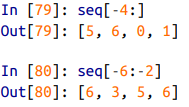 In [79]: seq[-4:]
Out[79]: [5, 6, 0, 1]
In [80]: seq[-6:-2]
Out[80]: [6, 3, 5, 6]